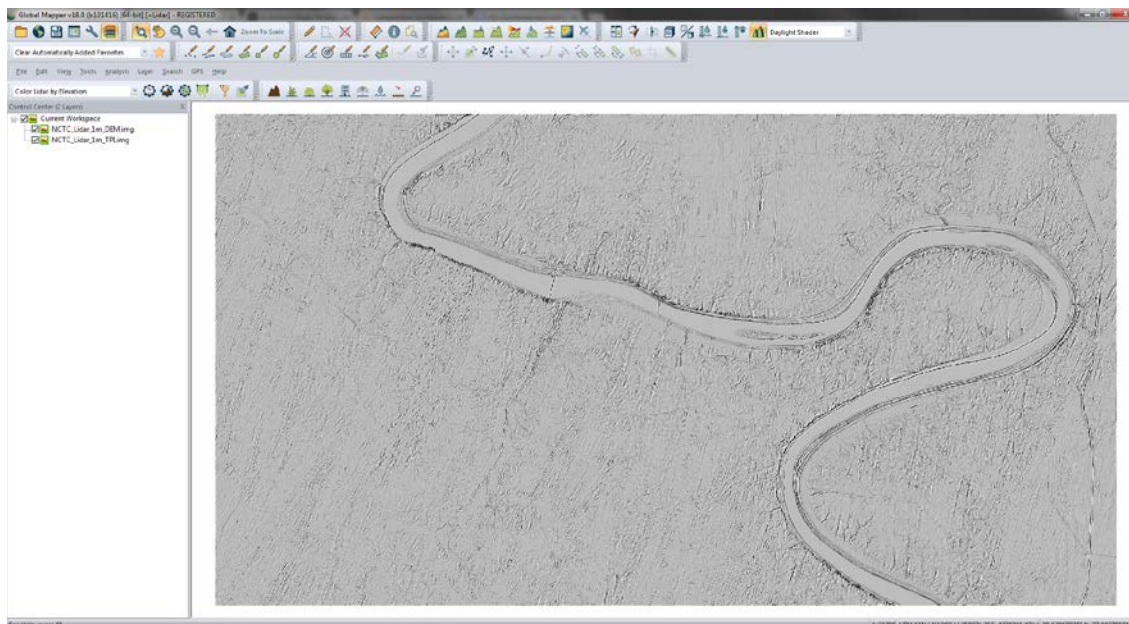 Global Mapper v18.0 (b101416) [64-bit] [+Lidar] - REGISTERED
Zoom To Scale
Daylight Shader
Clear Automatically Added Favorites
File Edit View Tools Analysis Layer Search GPS Help
Color Lidar by Elevation
Control Center (2 Layers)
Current Workspace
NCTC_Lidar_1m_DEM.img
NCTC_Lidar_1m_TPI.img